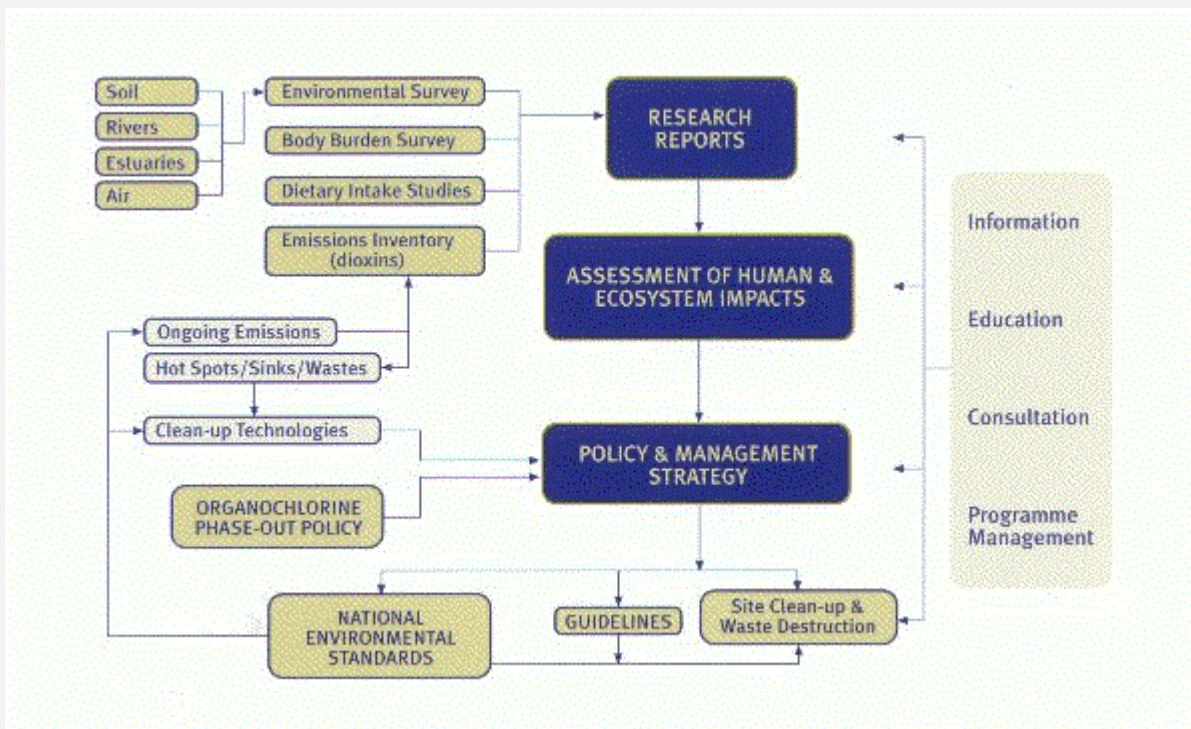 Soil
Rivers
Estuaries
Air
Environmental Survey
Body Burden Survey
Dietary Intake Studies
Emissions Inventory
(dioxins)
RESEARCH
REPORTS
ASSESSMENT OF HUMAN &
ECOSYSTEM IMPACTS
Ongoing Emissions
Hot Spots/Sinks/Wastes
Clean-up Technologies
ORGANOCHLORINE
PHASE-OUT POLICY
POLICY & MANAGEMENT
STRATEGY
NATIONAL
ENVIRONMENTAL
STANDARDS
GUIDELINES
Site Clean-up &
Waste Destruction
Information
Education
Consultation
Programme
Management